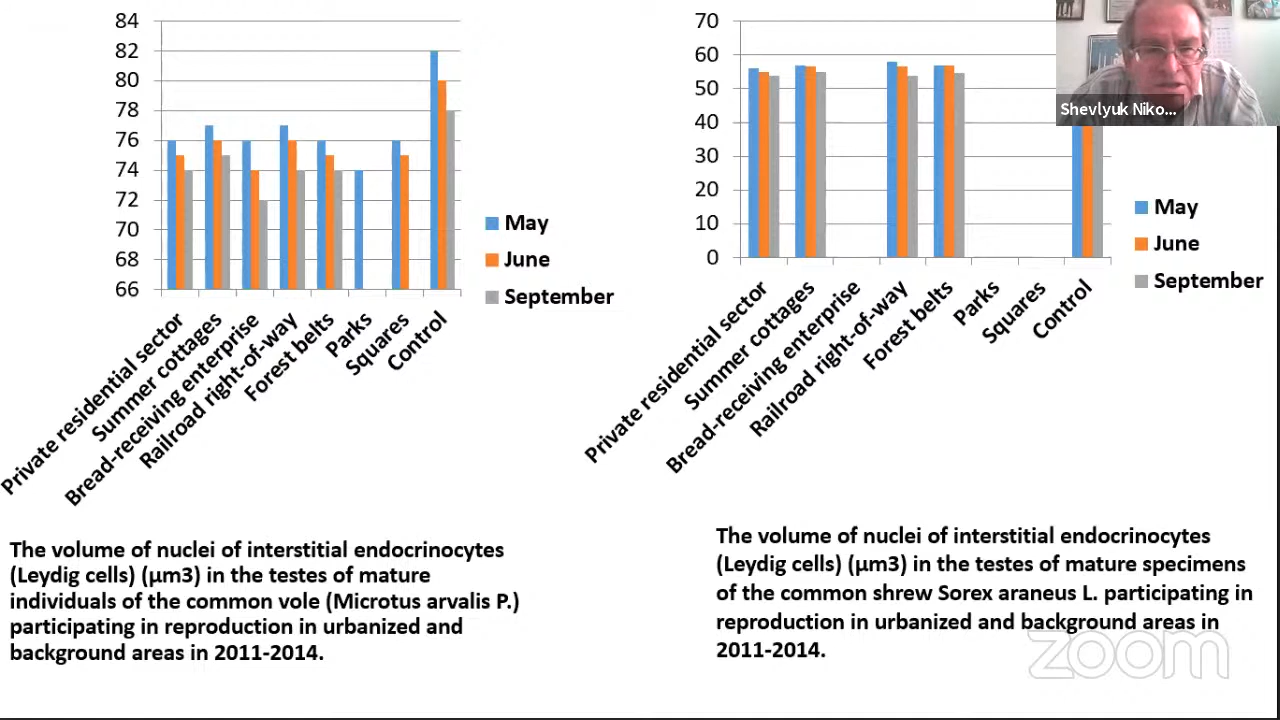 84
82
80
78
76
74
72
70
68
66
May
June
September
Private residential sector
Summer cottages
Bread-receiving enterprise
Railroad right-of-way
Forest belts
Parks
Squares
Control
The volume of nuclei of interstitial endocrinocytes
(Leydig cells) (µm3) in the testes of mature
individuals of the common vole (Microtus arvalis P.)
participating in reproduction in urbanized and
background areas in 2011-2014.
70
60
50
40
30
20
10
0
May
June
September
Private residential sector
Summer cottages
Bread-receiving enterprise
Railroad right-of-way
Forest belts
Parks
Squares
Control
Shevlyuk Niko...
The volume of nuclei of interstitial endocrinocytes
(Leydig cells) (µm3) in the testes of mature specimens
of the common shrew Sorex araneus L. participating in
reproduction in urbanized and background areas in
2011-2014.
zoom